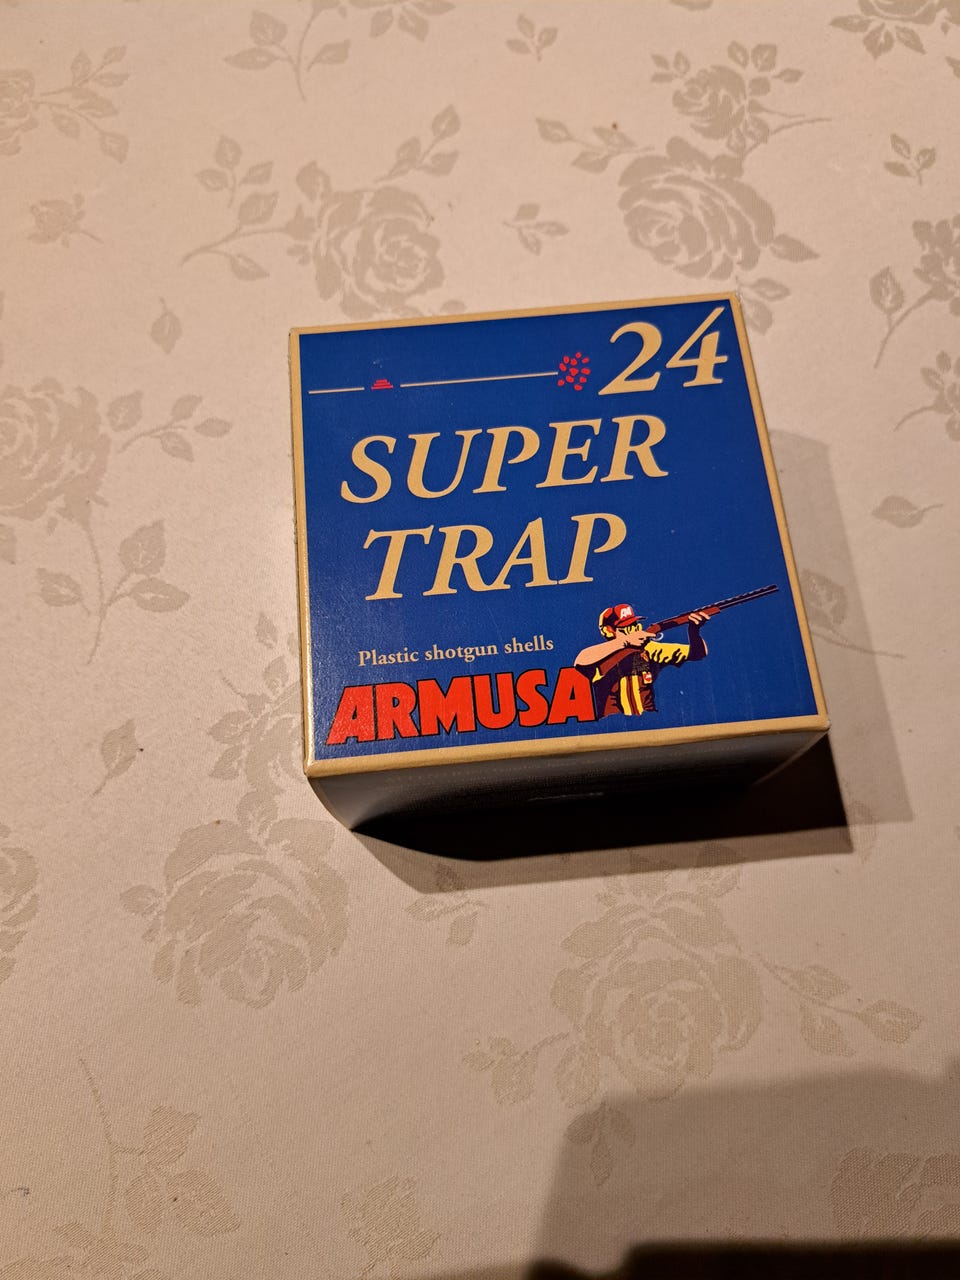 24
SUPER
TRAP
Plastic shotgun shells
ARMUSA